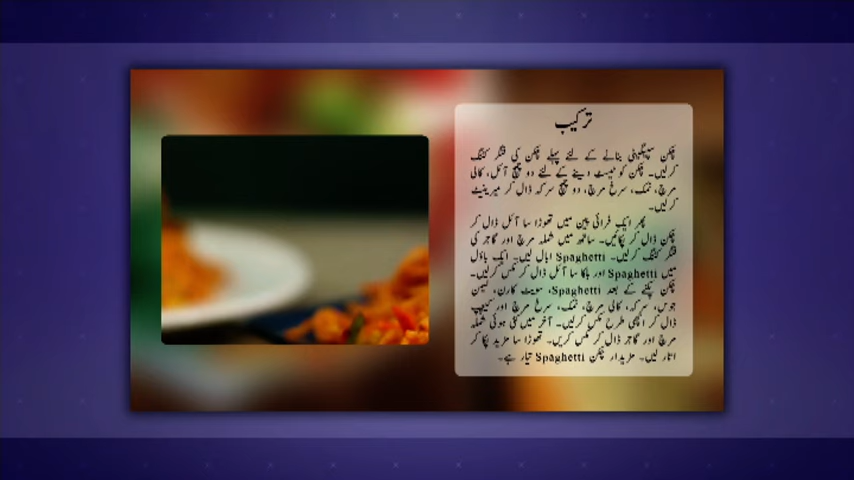 ترکیب
چکن سپیگھٹی بنانے کے لئے پہلے چکن کی فنگر کٹنگ
کرلیں۔ چکن کو ٹیسٹ دینے کے لئے دو چمچ آئل، کالی
مرچ، نمک، سرخ مرچ، دو چمچ سرکہ ڈال کر میرینیٹ
کرلیں۔
پھر ایک فرائی پین میں تھوڑا سا آئل ڈال کر
چکن ڈال کر پکائیں۔ ساتھ میں شملہ مرچ اور گاجر کی
فنگر کٹنگ کرلیں۔ Spaghetti ابال لیں۔ ایک باؤل
میں Spaghetti اور ہلکا سا آئل ڈال کر مکس کرلیں۔
چکن پکنے کے بعد Spaghetti، سویٹ کارن، لیمن
جوس، سرکہ، کالی مرچ، نمک، سرخ مرچ اور کیچپ
ڈال کر اچھی طرح مکس کرلیں۔ آخر میں کٹی ہوئی شملہ
مرچ اور گاجر ڈال کر مکس کریں۔ تھوڑا سا مزید پکا کر
اتار لیں۔ مزیدار چکن Spaghetti تیار ہے۔